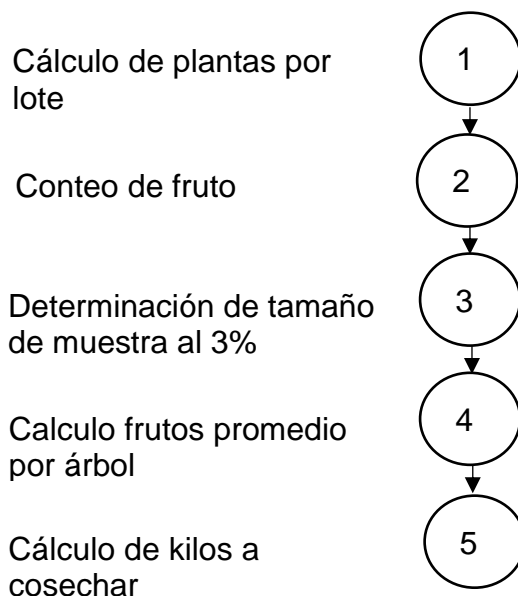 Cálculo de plantas por
lote
1
Conteo de fruto
2
Determinación de tamaño
de muestra al 3%
3
Calculo frutos promedio
por árbol
4
Cálculo de kilos a
cosechar
5